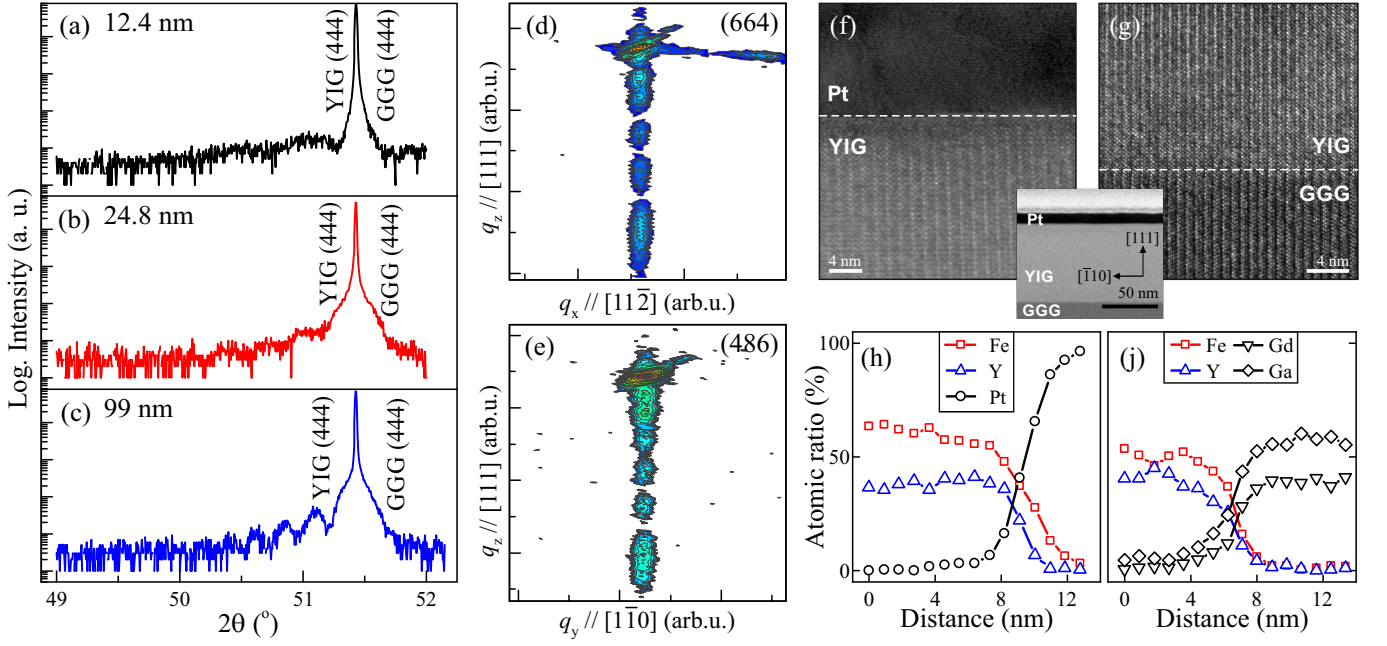 (a) 12.4 nm
YIG (444)
GGG (444)
(b) 24.8 nm
YIG (444)
GGG (444)
(c) 99 nm
YIG (444)
GGG (444)
Log. Intensity (a. u.)
49 50 51 52
2θ (°)
(d) (664)
q_z // [111] (arb.u.)
q_x // [112̅] (arb.u.)
(e) (486)
q_z // [111] (arb.u.)
q_y // [11̅0] (arb.u.)
(f)
Pt
YIG
4 nm
(g)
YIG
GGG
4 nm
Pt
[111]
[1̅10]
YIG
50 nm
GGG
(h)
Fe
Y
Pt
100
50
0
Atomic ratio (%)
0 4 8 12
Distance (nm)
(j)
Fe Gd
Y Ga
0 4 8 12
Distance (nm)